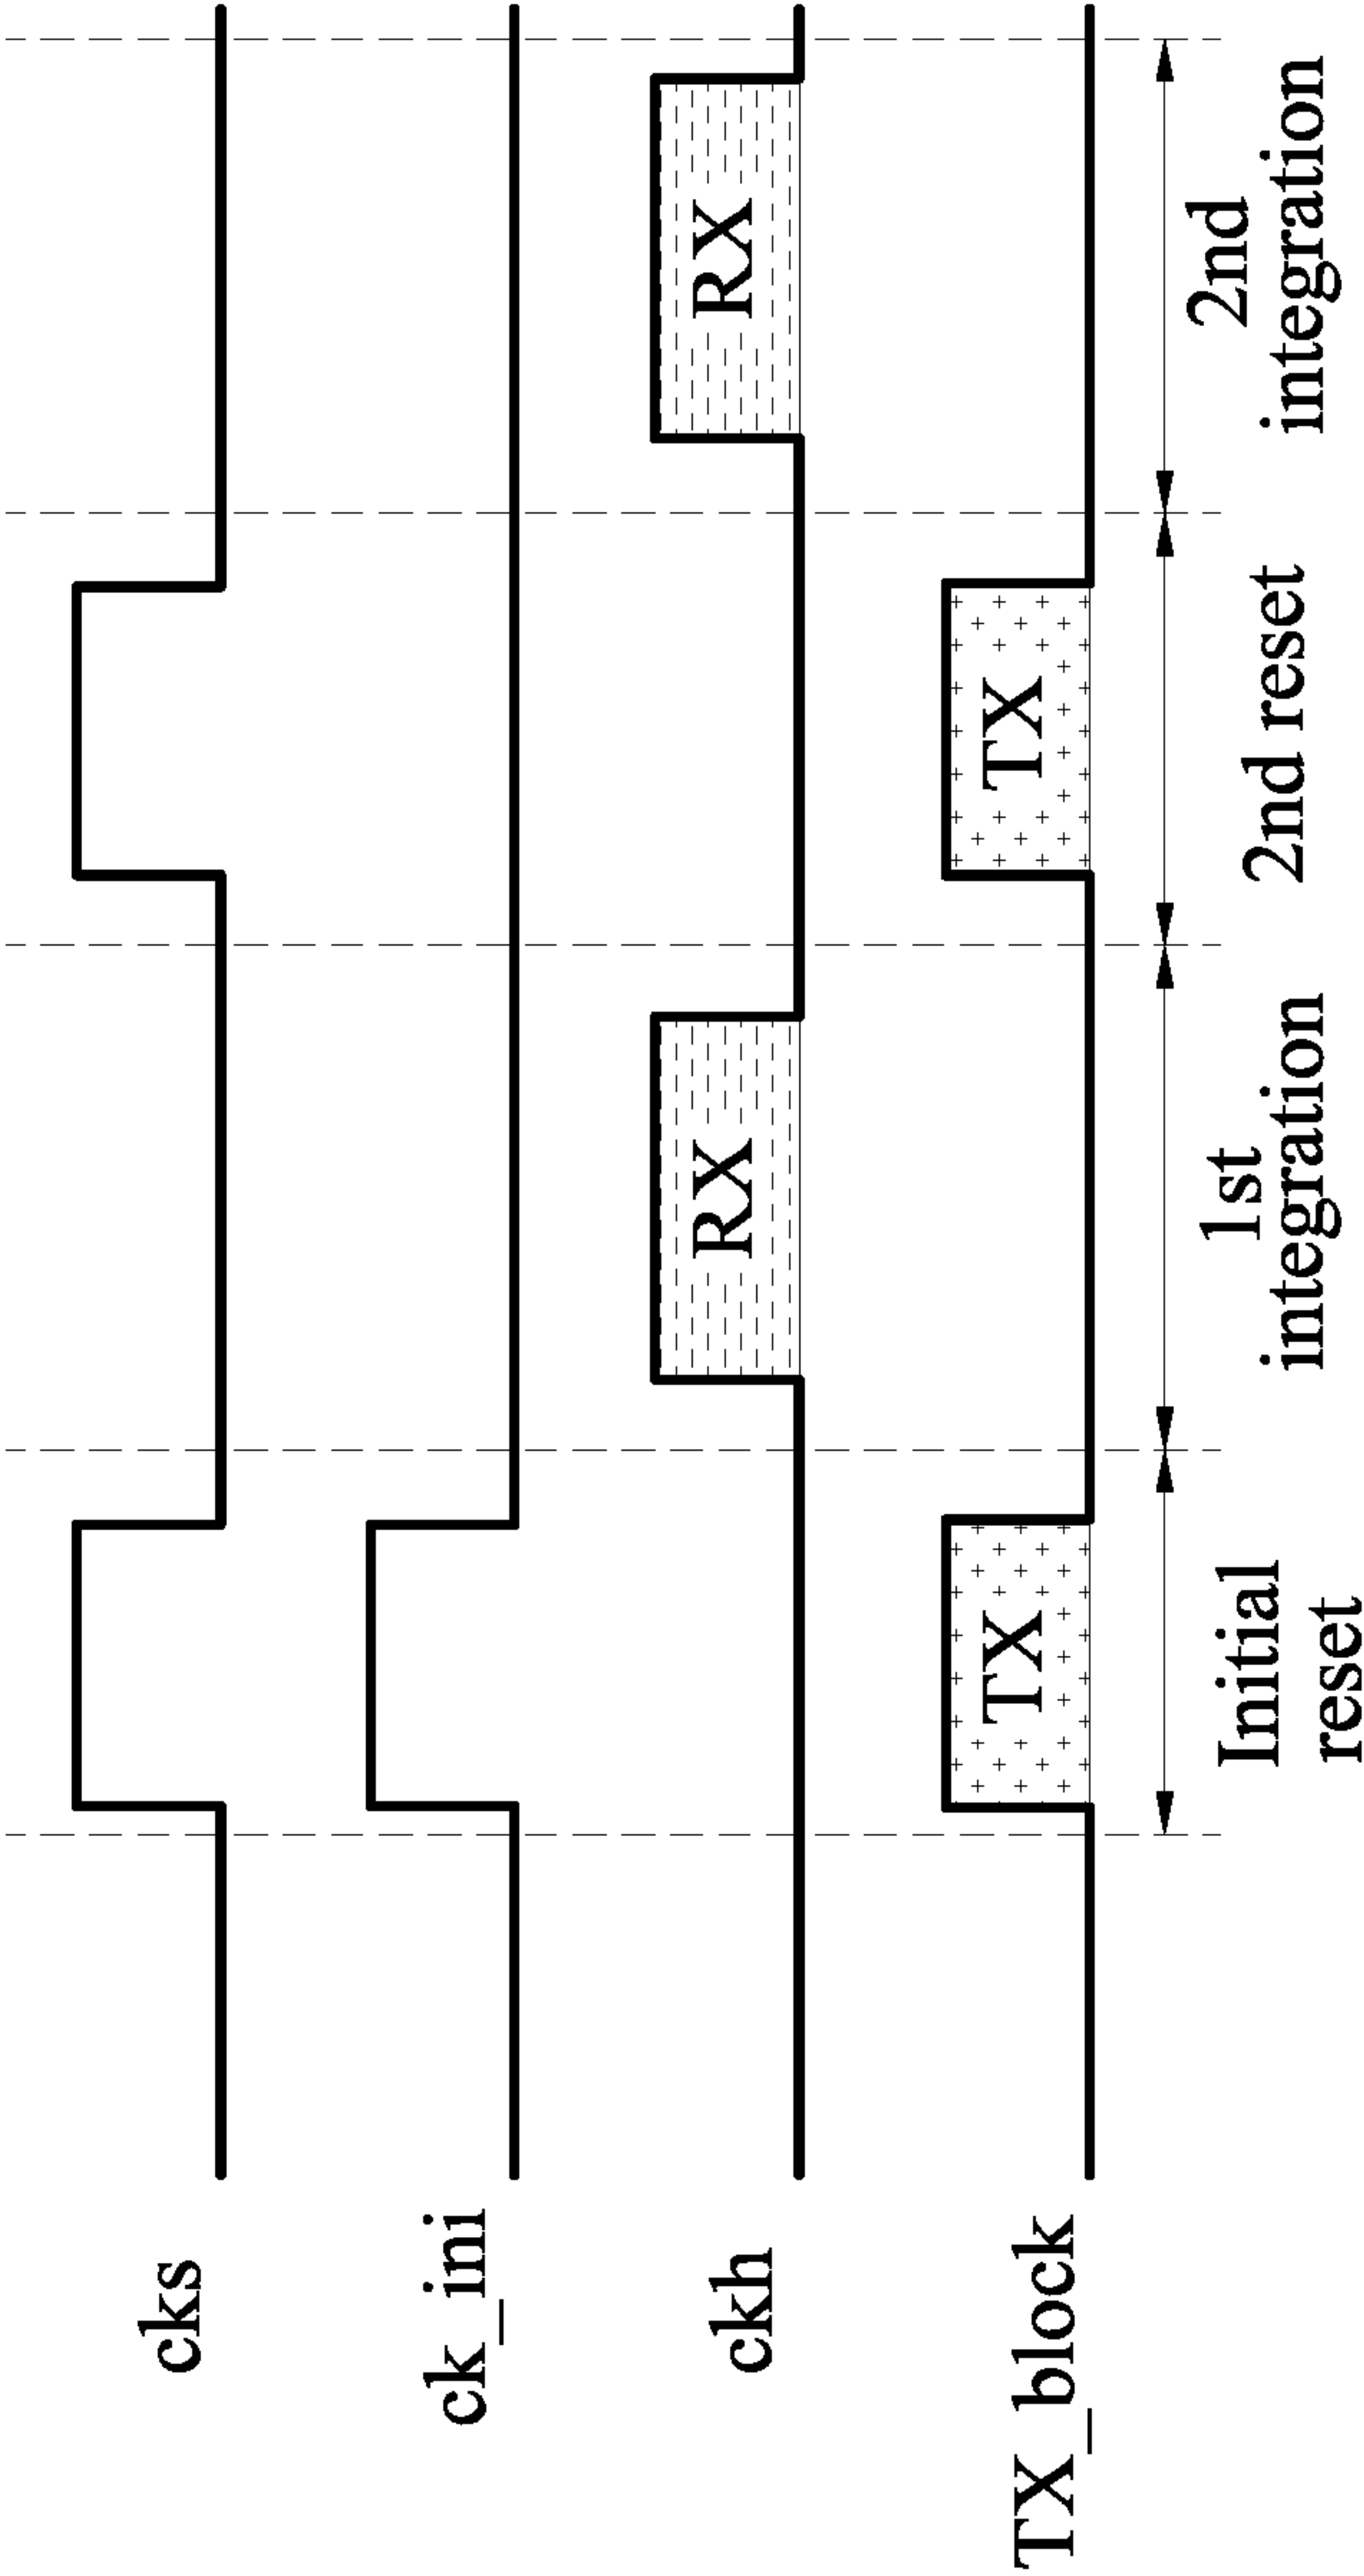 cks
ck_ini
ckh
RX
RX
TX_block
TX
TX
Initial
reset
1st
integration
2nd reset
2nd
integration